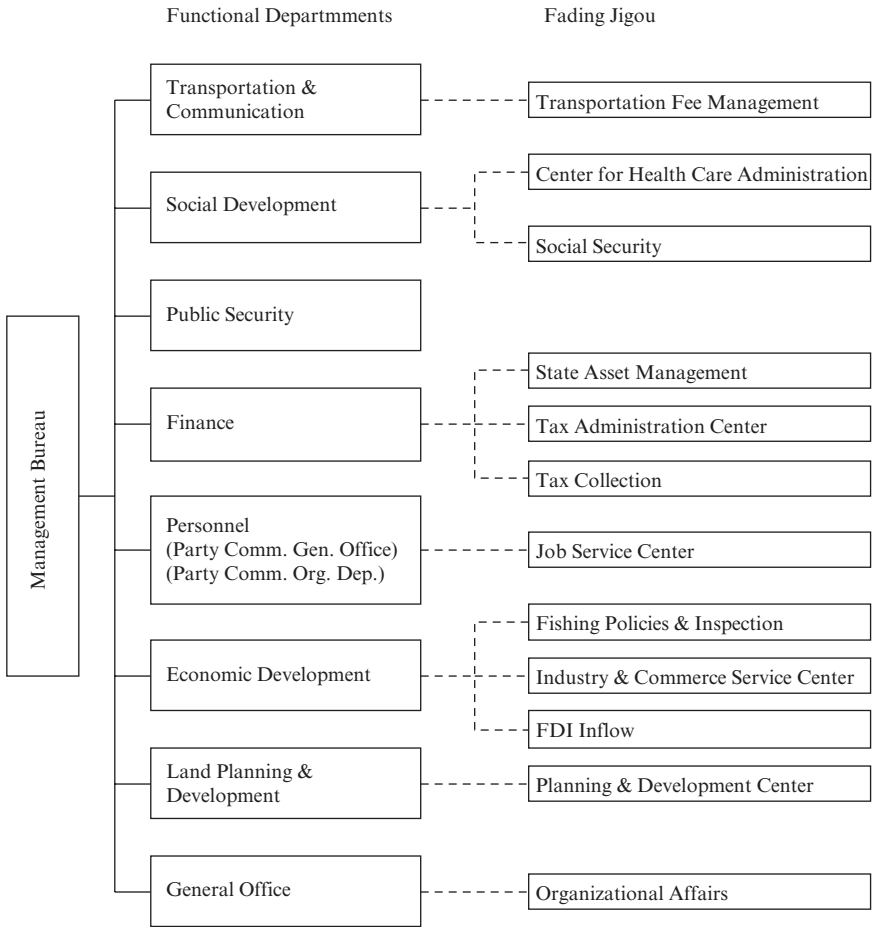 Functional Departmments
Fading Jigou
Transportation &
Communication
Transportation Fee Management
Social Development
Center for Health Care Administration
Social Security
Public Security
Management Bureau
Finance
State Asset Management
Tax Administration Center
Tax Collection
Personnel
(Party Comm. Gen. Office)
(Party Comm. Org. Dep.)
Job Service Center
Economic Development
Fishing Policies & Inspection
Industry & Commerce Service Center
FDI Inflow
Land Planning &
Development
Planning & Development Center
General Office
Organizational Affairs